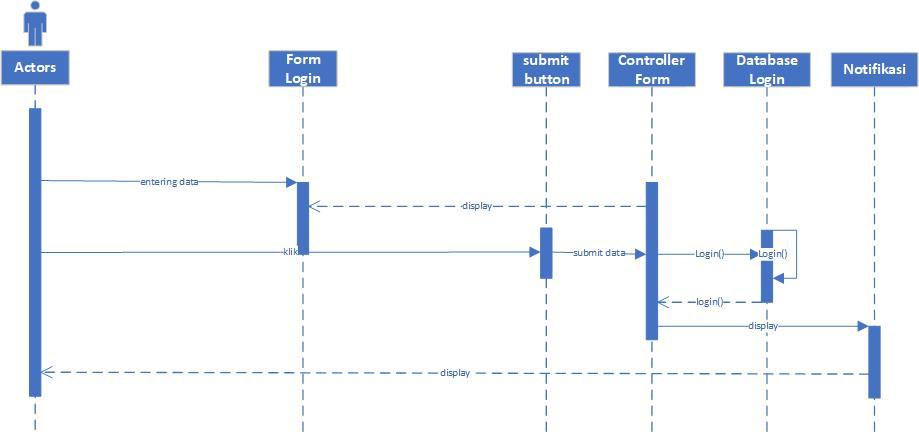 Actors
Form
Login
submit
button
Controller
Form
Database
Login
Notifikasi
entering data
display
klik
submit data
Login()
Login()
login()
display
display